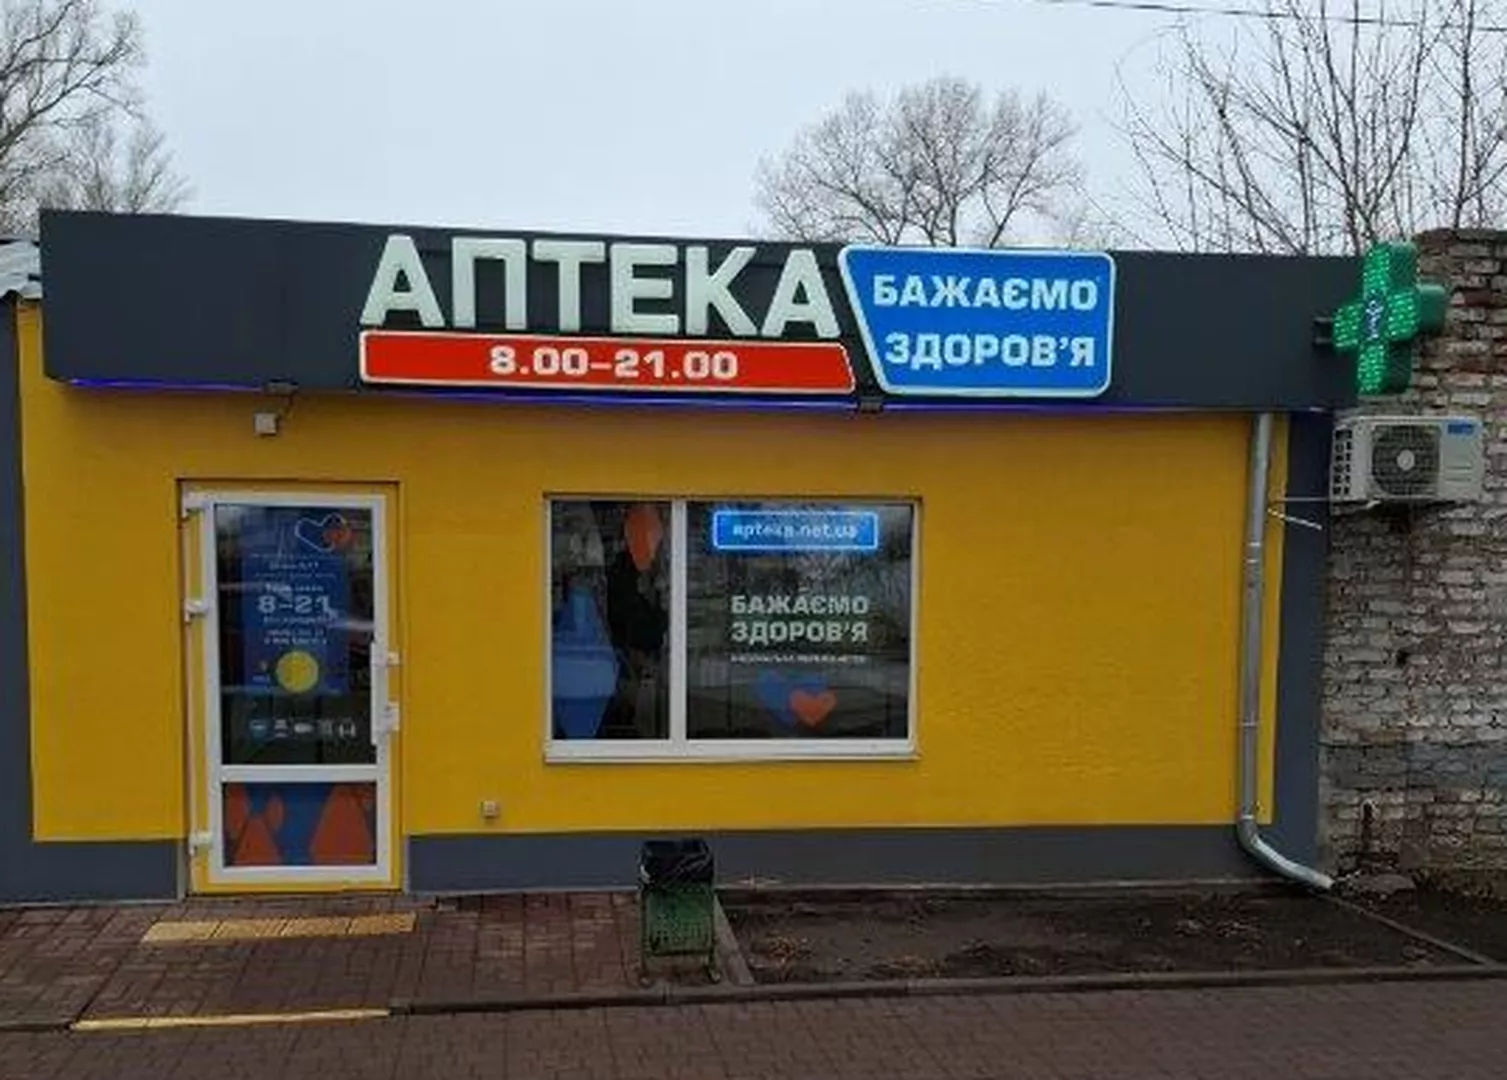 АПТЕКА
8.00–21.00
БАЖАЄМО
ЗДОРОВ'Я
apteka.net.ua
БАЖАЄМО
ЗДОРОВ'Я
8–21